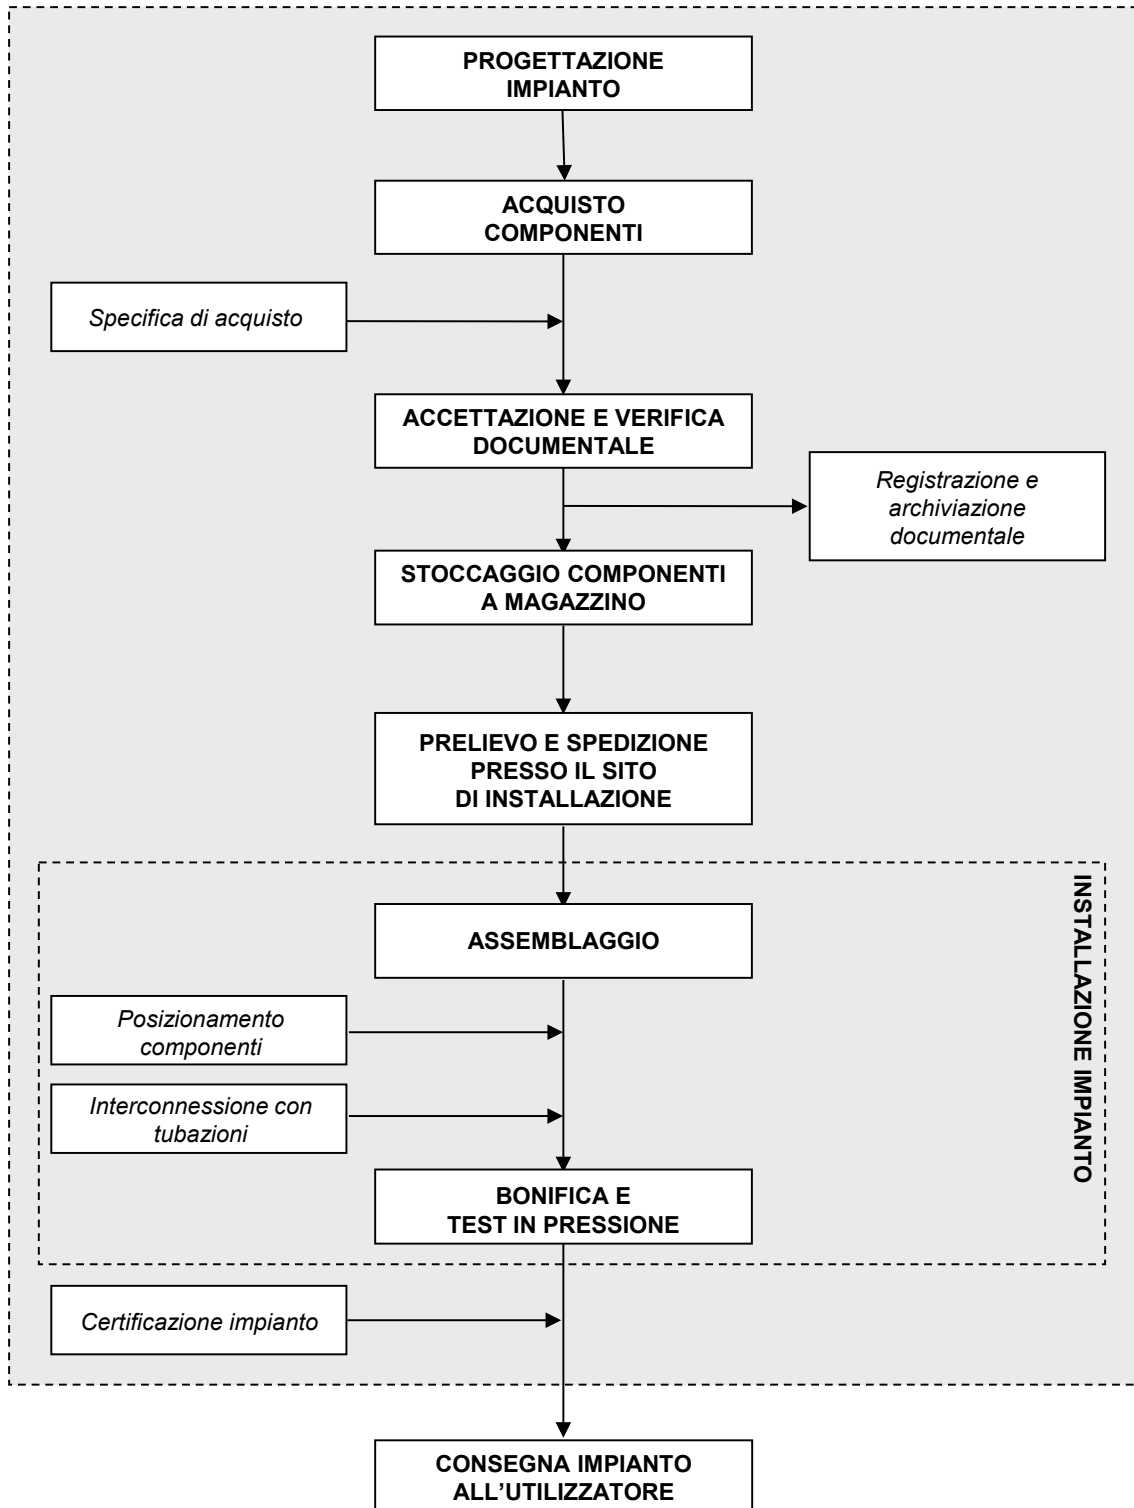 PROGETTAZIONE
IMPIANTO
ACQUISTO
COMPONENTI
Specifica di acquisto
ACCETTAZIONE E VERIFICA
DOCUMENTALE
Registrazione e
archiviazione
documentale
STOCCAGGIO COMPONENTI
A MAGAZZINO
PRELIEVO E SPEDIZIONE
PRESSO IL SITO
DI INSTALLAZIONE
INSTALLAZIONE IMPIANTO
ASSEMBLAGGIO
Posizionamento
componenti
Interconnessione con
tubazioni
BONIFICA E
TEST IN PRESSIONE
Certificazione impianto
CONSEGNA IMPIANTO
ALL’UTILIZZATORE